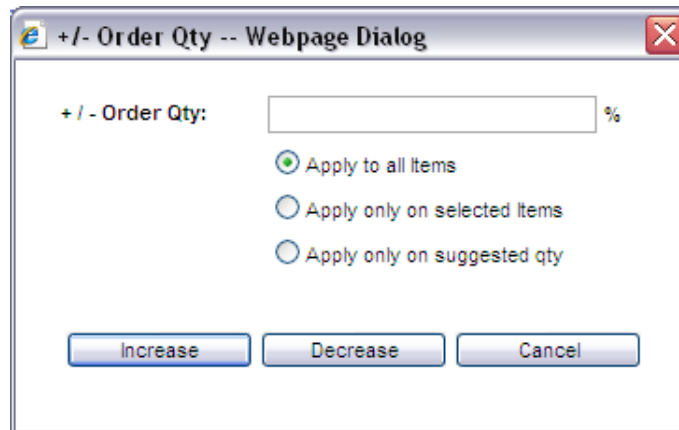 +/- Order Qty -- Webpage Dialog
+ / - Order Qty: %
Apply to all Items
Apply only on selected Items
Apply only on suggested qty
Increase Decrease Cancel